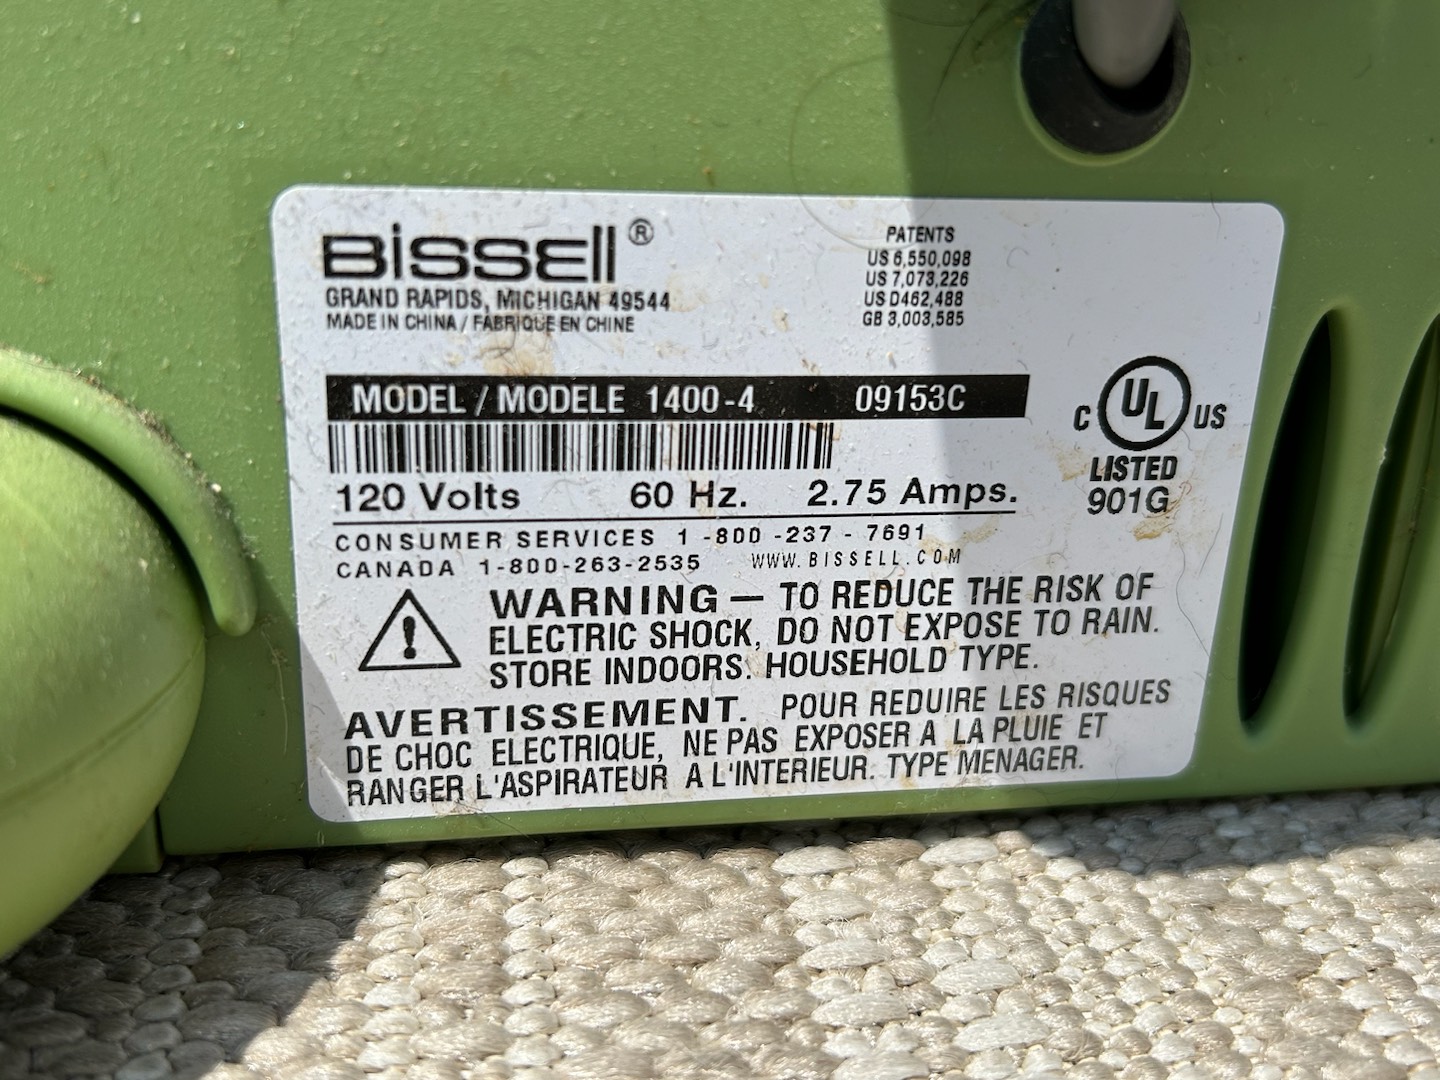 BISSELL®
GRAND RAPIDS, MICHIGAN 49544
MADE IN CHINA / FABRIQUE EN CHINE
PATENTS
US 6,550,098
US 7,073,226
US D462,488
GB 3,003,585
MODEL / MODELE 1400-4 09153C
120 Volts 60 Hz. 2.75 Amps.
C UL US
LISTED
901G
CONSUMER SERVICES 1-800-237-7691
CANADA 1-800-263-2535 WWW.BISSELL.COM
WARNING — TO REDUCE THE RISK OF
ELECTRIC SHOCK, DO NOT EXPOSE TO RAIN.
STORE INDOORS. HOUSEHOLD TYPE.
AVERTISSEMENT. POUR REDUIRE LES RISQUES
DE CHOC ELECTRIQUE, NE PAS EXPOSER A LA PLUIE ET
RANGER L'ASPIRATEUR A L'INTERIEUR. TYPE MENAGER.